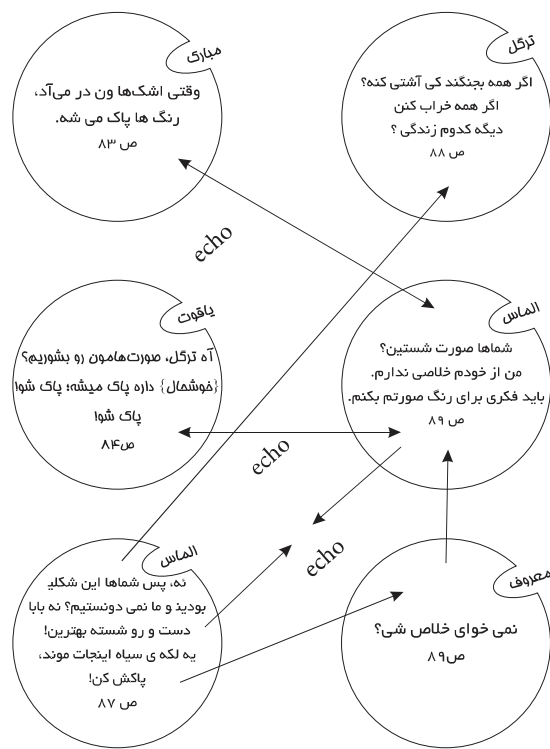 مبارک
وقتی اشک‌ها ون در می‌آد،
رنگ ها پاک می شه.
ص ۸۳
ترگل
اگر همه بجنگند کی آشتی کنه؟
اگر همه خراب کنن
دیگه کدوم زندگی ؟
ص ۸۸
echo
یاقوت
آه ترگل، صورت‌هامون رو بشوریم؟
{خوشحال} داره پاک میشه؛ پاک شو!
پاک شو!
ص۸۴
الماس
شماها صورت شستین؟
من از خودم خلاصی ندارم.
باید فکری برای رنگ صورتم بکنم.
ص ۸۹
echo
echo
الماس
نه، پس شماها این شکلی
بودینو ما نمی دونستیم؟ نه بابا
دست و رو شسته بهترین!
یه لکه ی سیاه اینجات موند،
پاکش کن!
ص ۸۷
معروف
نمی خوای خلاص شی؟
ص۸۹